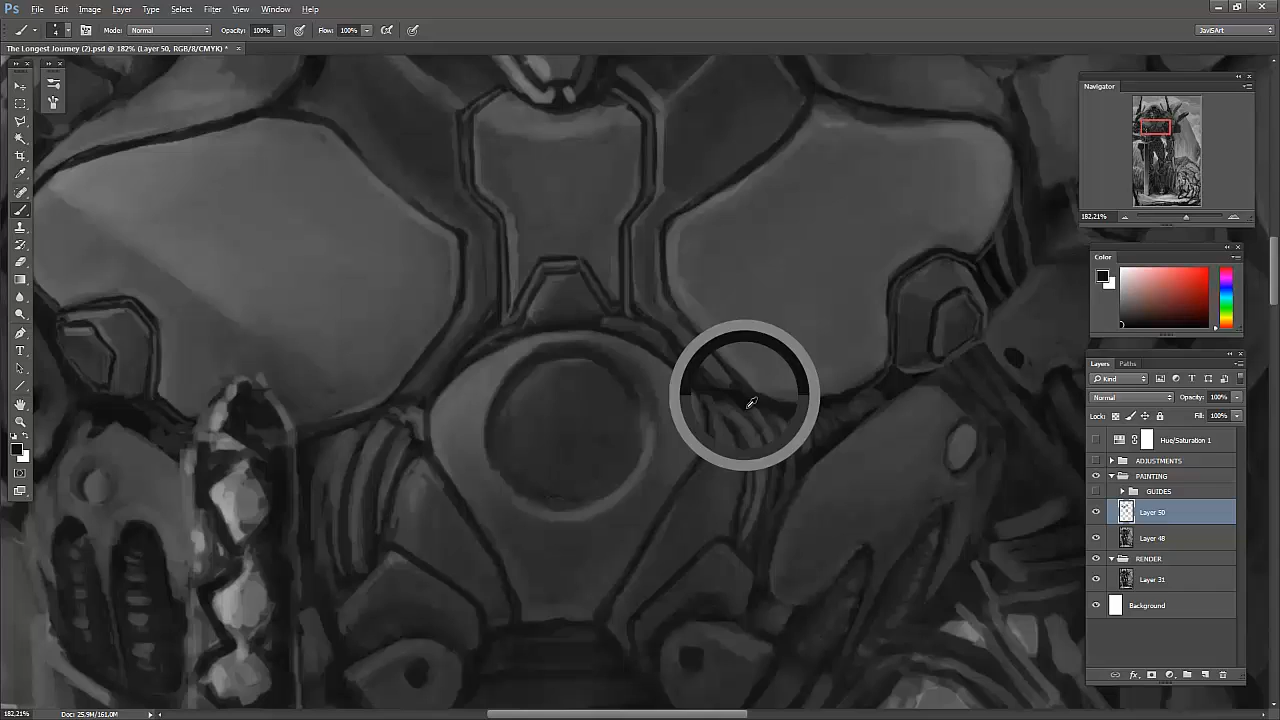 Ps File Edit Image Layer Type Select Filter View Window Help
4 Mode: Normal Opacity: 100% Flow: 100% JaviSArt
The Longest Journey (2).psd @ 182% (Layer 50, RGB/8/CMYK) * ×
Navigator
182,21%
Color
Layers Paths
Kind
Normal Opacity: 100%
Lock: Fill: 100%
Hue/Saturation 1
ADJUSTMENTS
PAINTING
GUIDES
Layer 50
Layer 48
RENDER
Layer 31
Background
fx
182,21% Doc: 25,9M/161,0M